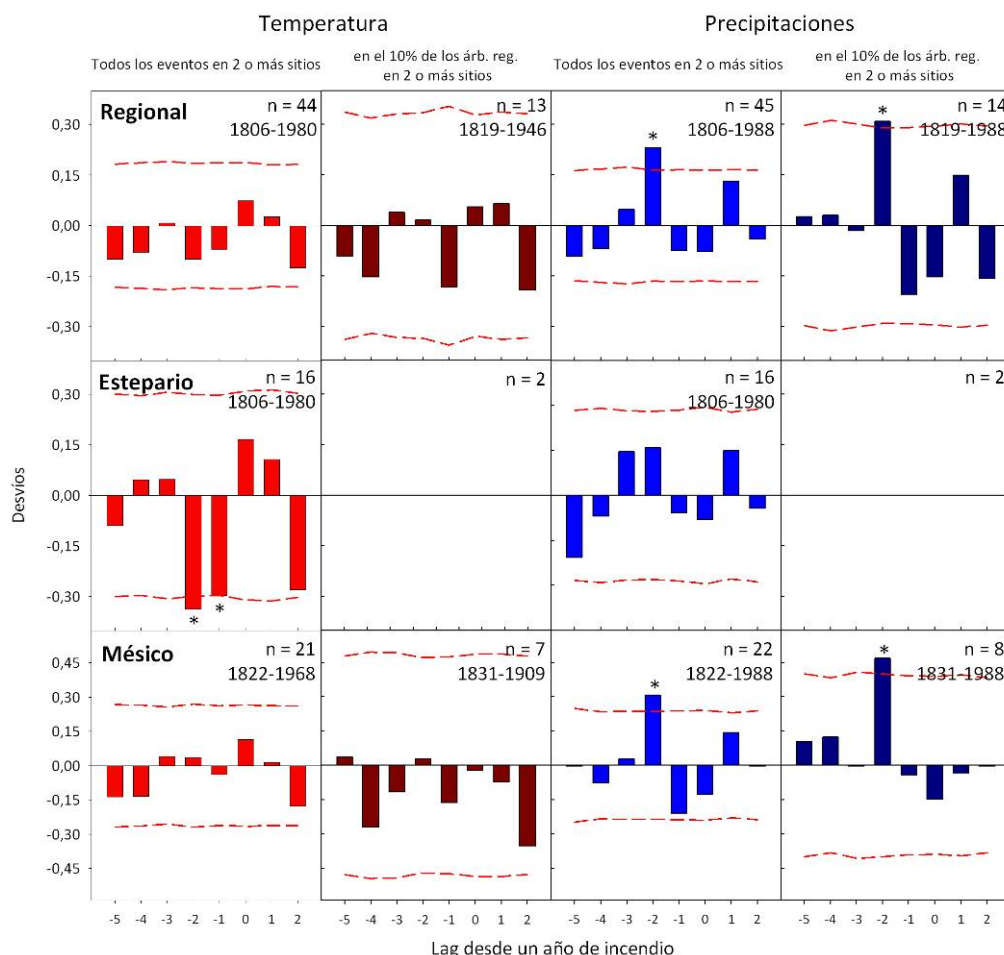 Temperatura
Precipitaciones
Todos los eventos en 2 o más sitios
en el 10% de los árb. reg.
en 2 o más sitios
Todos los eventos en 2 o más sitios
en el 10% de los árb. reg.
en 2 o más sitios
Regional
n = 44
1806-1980
n = 13
1819-1946
n = 45
1806-1988
n = 14
1819-1988
*
*
0,30
0,15
0,00
-0,15
-0,30
Estepario
n = 16
1806-1980
n = 2
n = 16
1806-1980
n = 2
0,30
0,15
0,00
-0,15
-0,30
*
*
Mésico
n = 21
1822-1968
n = 7
1831-1909
n = 22
1822-1988
n = 8
1831-1988
*
*
0,45
0,30
0,15
0,00
-0,15
-0,30
-0,45
Desvíos
-5 -4 -3 -2 -1 0 1 2 -5 -4 -3 -2 -1 0 1 2 -5 -4 -3 -2 -1 0 1 2 -5 -4 -3 -2 -1 0 1 2
Lag desde un año de incendio